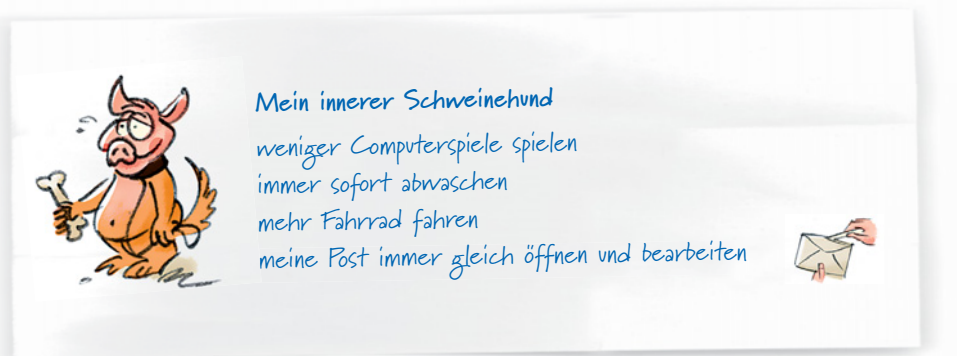 Mein innerer Schweinehund
weniger Computerspiele spielen
immer sofort abwaschen
mehr Fahrrad fahren
meine Post immer gleich öffnen und bearbeiten